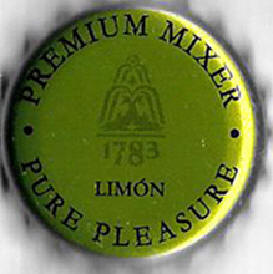 PREMIUM MIXER
1783
LIMÓN
• PURE PLEASURE •